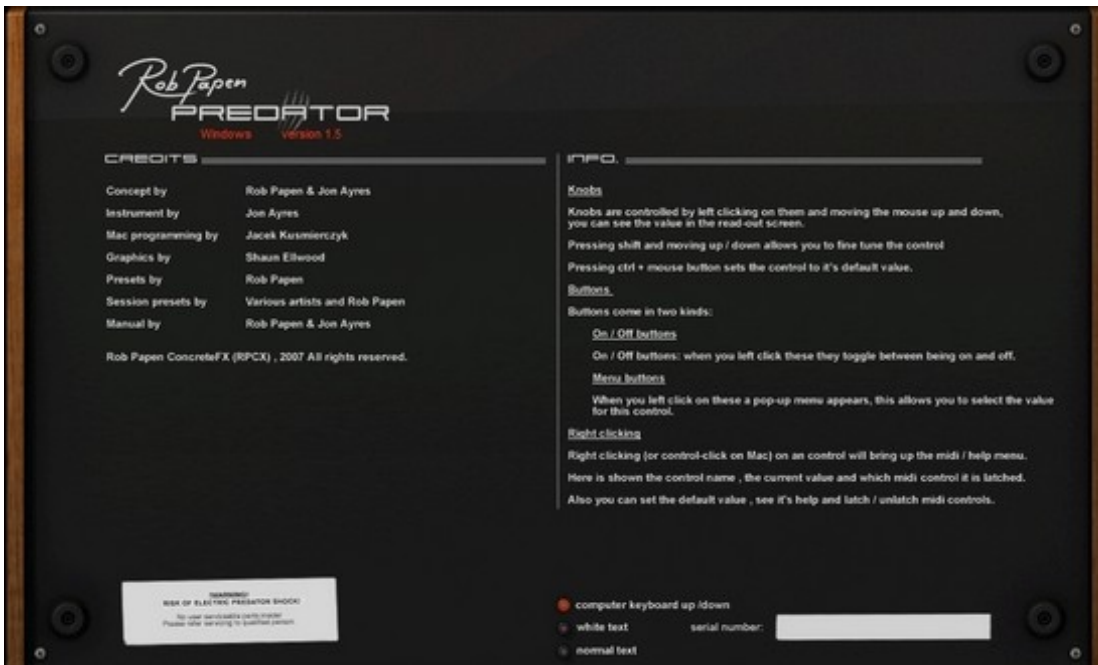 Rob Papen
PREDATOR
Windows version 1.5
CREDITS
Concept by Rob Papen & Jon Ayres
Instrument by Jon Ayres
Mac programming by Jacek Kusmierczyk
Graphics by Shaun Ellwood
Presets by Rob Papen
Session presets by Various artists and Rob Papen
Manual by Rob Papen & Jon Ayres
Rob Papen ConcreteFX (RPCX) , 2007 All rights reserved.
INFO.
Knobs
Knobs are controlled by left clicking on them and moving the mouse up and down,
you can see the value in the read-out screen.
Pressing shift and moving up / down allows you to fine tune the control
Pressing ctrl + mouse button sets the control to it's default value.
Buttons
Buttons come in two kinds:
On / Off buttons
On / Off buttons: when you left click these they toggle between being on and off.
Menu buttons
When you left click on these a pop-up menu appears, this allows you to select the value
for this control.
Right clicking
Right clicking (or control-click on Mac) on an control will bring up the midi / help menu.
Here is shown the control name , the current value and which midi control it is latched.
Also you can set the default value , see it's help and latch / unlatch midi controls.
!WARNING!
RISK OF ELECTRIC PREDATOR SHOCK!
No user serviceable parts inside!
Please refer servicing to qualified person.
computer keyboard up /down
white text serial number:
normal text